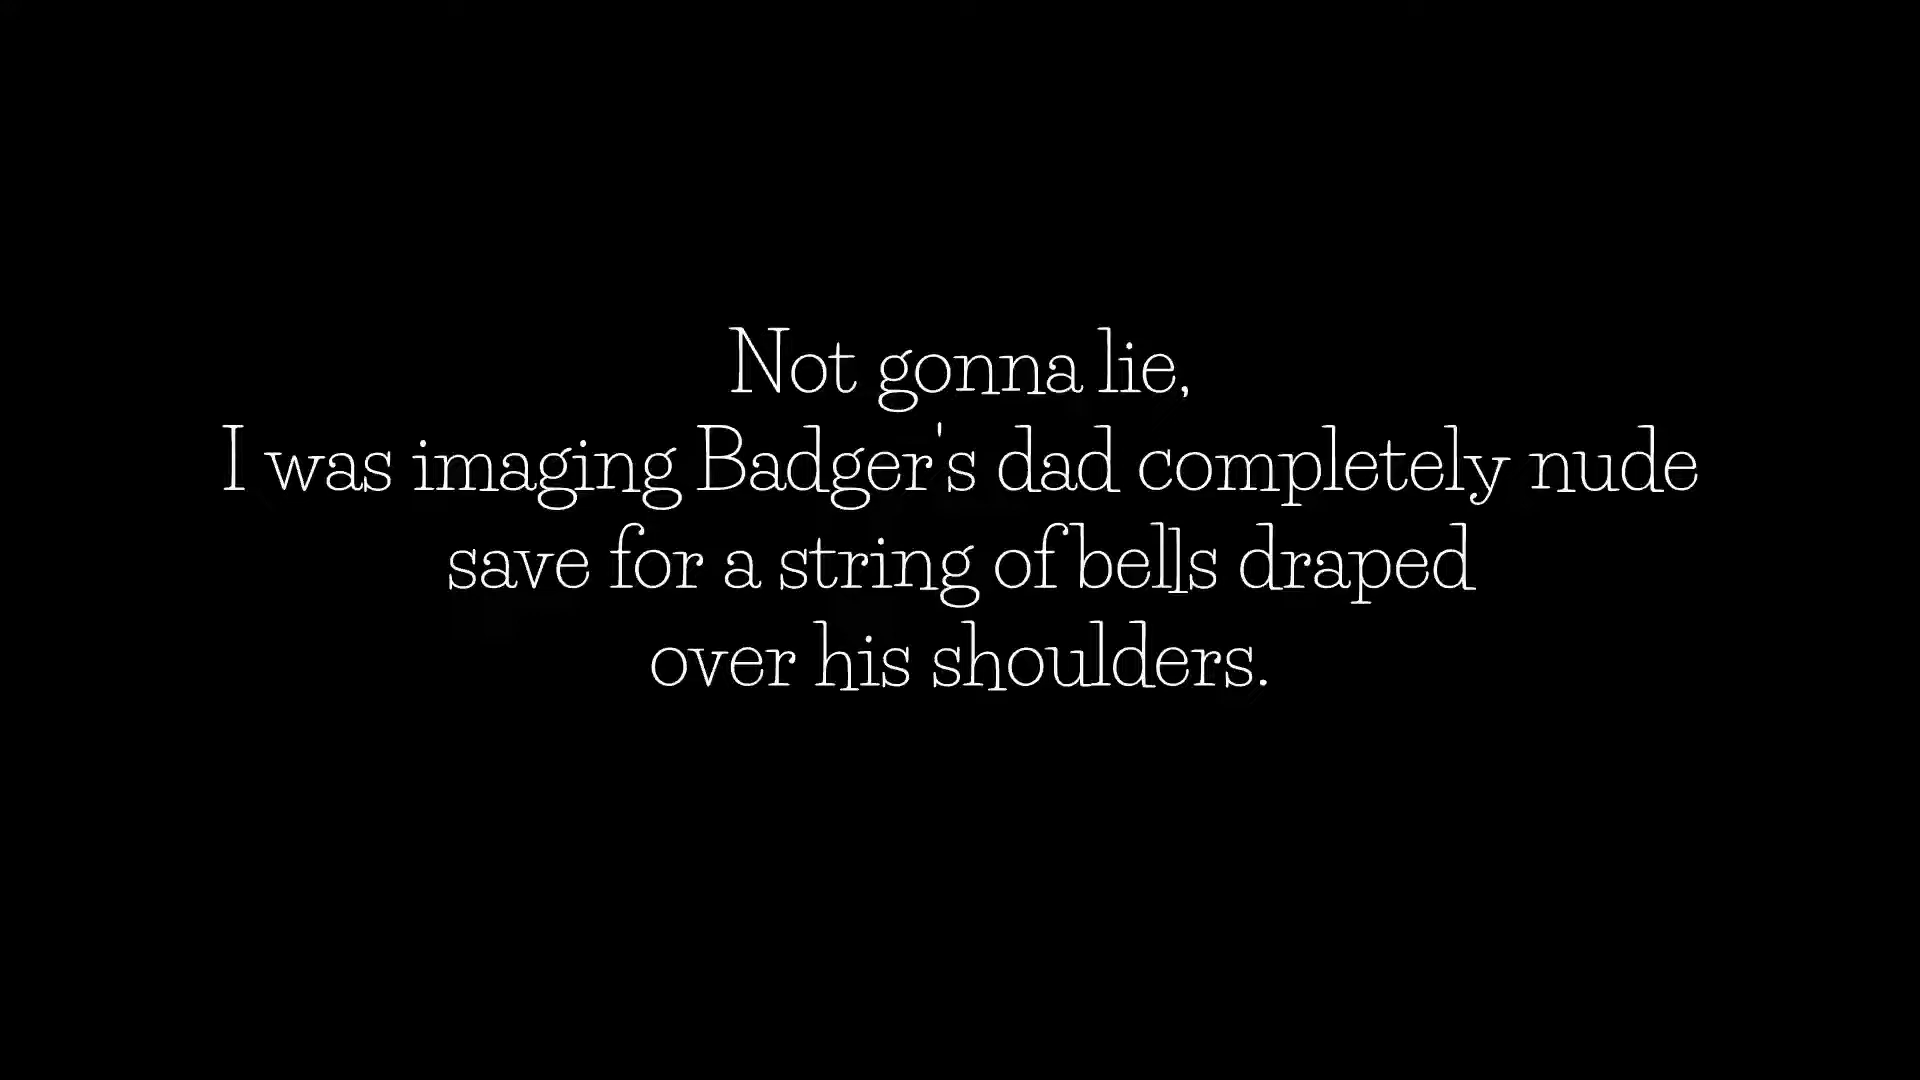 Not gonna lie,
I was imaging Badger's dad completely nude
save for a string of bells draped
over his shoulders.